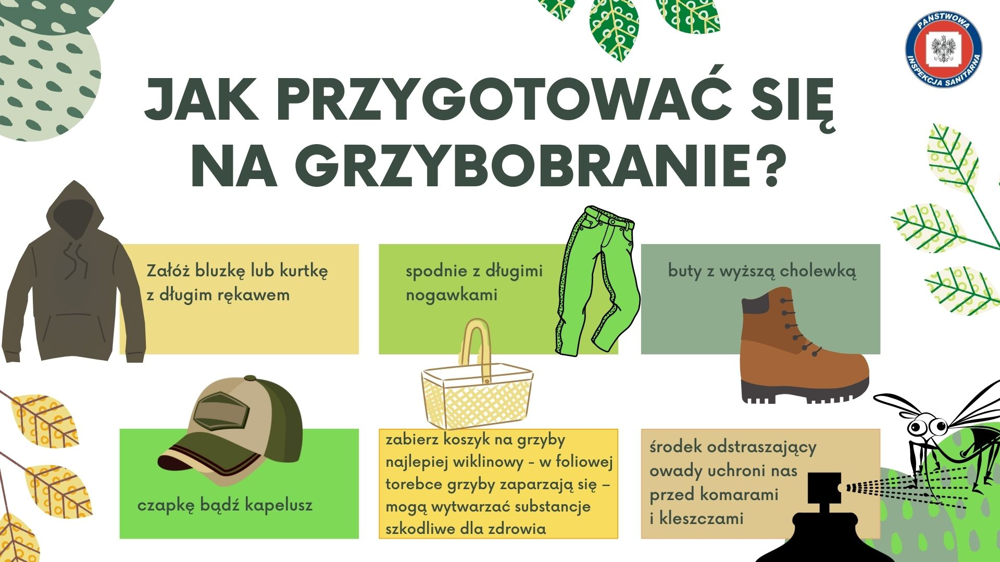 PAŃSTWOWA
INSPEKCJA SANITARNA
JAK PRZYGOTOWAĆ SIĘ
NA GRZYBOBRANIE?
Załóż bluzkę lub kurtkę
z długim rękawem
spodnie z długimi
nogawkami
buty z wyższą cholewką
czapkę bądź kapelusz
zabierz koszyk na grzyby
najlepiej wiklinowy - w foliowej
torebce grzyby zaparzają się –
mogą wytwarzać substancje
szkodliwe dla zdrowia
środek odstraszający
owady uchroni nas
przed komarami
i kleszczami